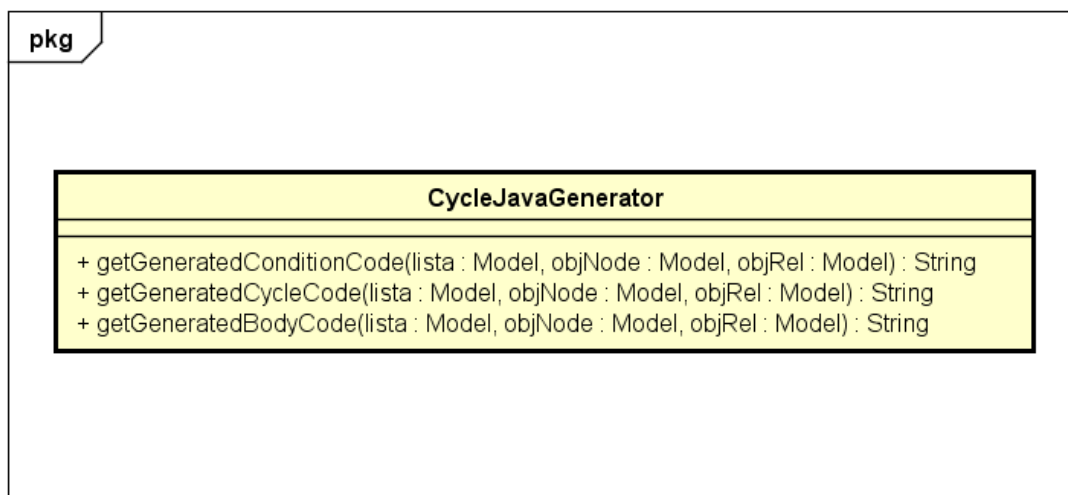 pkg
CycleJavaGenerator
+ getGeneratedConditionCode(lista : Model, objNode : Model, objRel : Model) : String
+ getGeneratedCycleCode(lista : Model, objNode : Model, objRel : Model) : String
+ getGeneratedBodyCode(lista : Model, objNode : Model, objRel : Model) : String